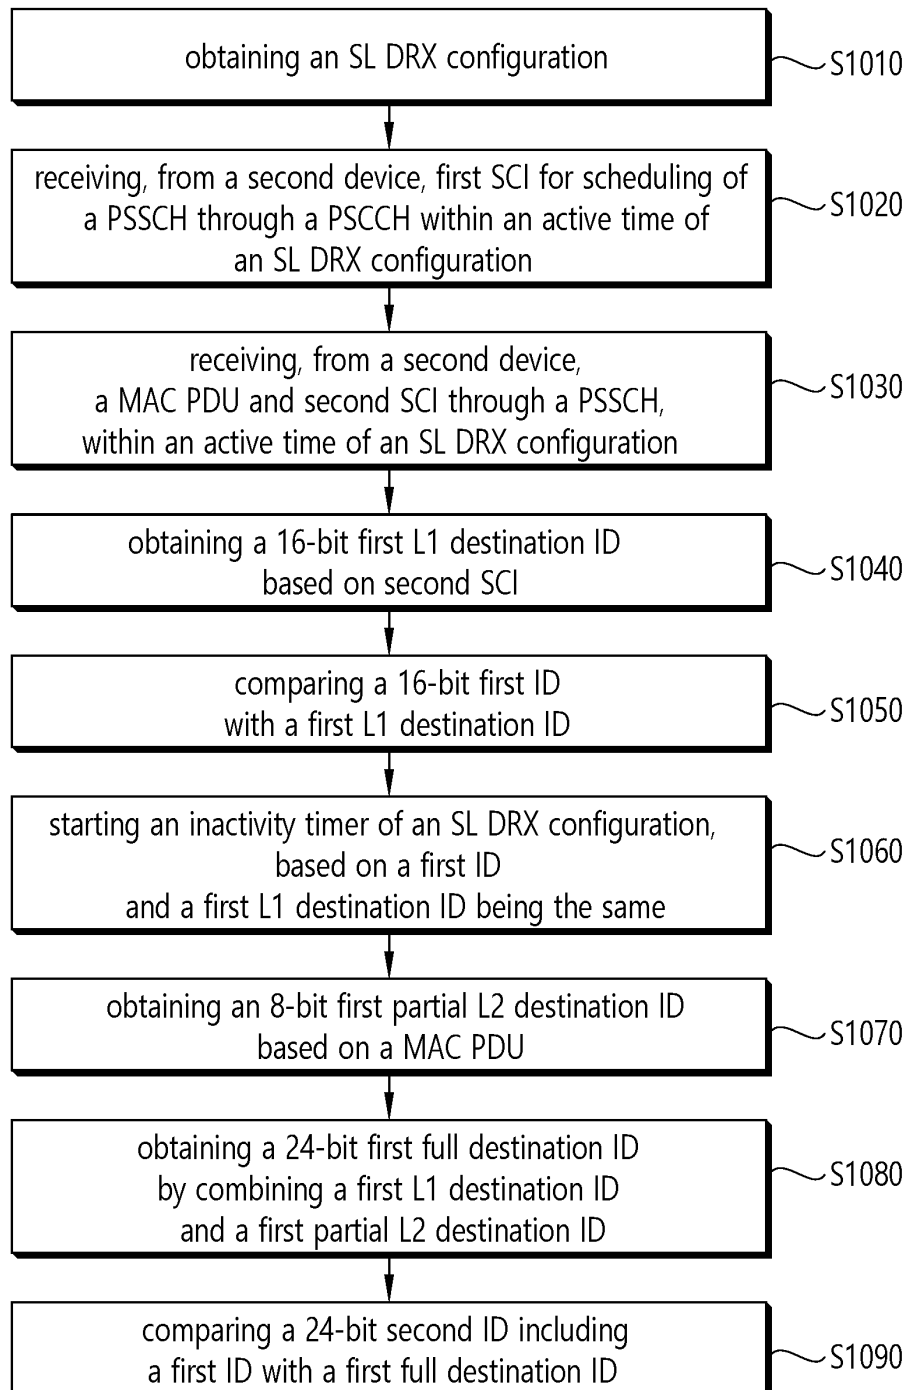 obtaining an SL DRX configuration
S1010
receiving, from a second device, first SCI for scheduling of
a PSSCH through a PSCCH within an active time of
an SL DRX configuration
S1020
receiving, from a second device,
a MAC PDU and second SCI through a PSSCH,
within an active time of an SL DRX configuration
S1030
obtaining a 16-bit first L1 destination ID
based on second SCI
S1040
comparing a 16-bit first ID
with a first L1 destination ID
S1050
starting an inactivity timer of an SL DRX configuration,
based on a first ID
and a first L1 destination ID being the same
S1060
obtaining an 8-bit first partial L2 destination ID
based on a MAC PDU
S1070
obtaining a 24-bit first full destination ID
by combining a first L1 destination ID
and a first partial L2 destination ID
S1080
comparing a 24-bit second ID including
a first ID with a first full destination ID
S1090